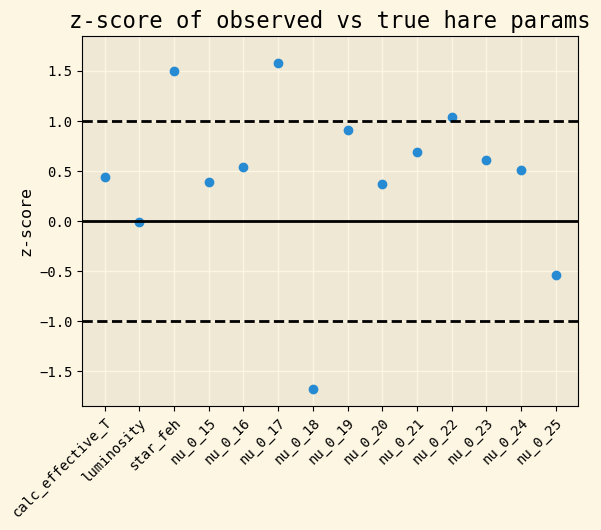 z-score of observed vs true hare params
z-score
1.5
1.0
0.5
0.0
−0.5
−1.0
−1.5
calc_effective_T
luminosity
star_feh
nu_0_15
nu_0_16
nu_0_17
nu_0_18
nu_0_19
nu_0_20
nu_0_21
nu_0_22
nu_0_23
nu_0_24
nu_0_25